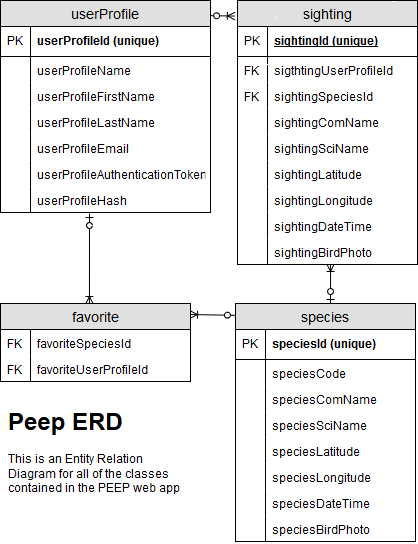 userProfile
PK userProfileId (unique)
userProfileName
userProfileFirstName
userProfileLastName
userProfileEmail
userProfileAuthenticationToken
userProfileHash
sighting
PK sightingId (unique)
FK sigthtingUserProfileId
FK sightingSpeciesId
sightingComName
sightingSciName
sightingLatitude
sightingLongitude
sightingDateTime
sightingBirdPhoto
favorite
FK favoriteSpeciesId
FK favoriteUserProfileId
species
PK speciesId (unique)
speciesCode
speciesComName
speciesSciName
speciesLatitude
speciesLongitude
speciesDateTime
speciesBirdPhoto
Peep ERD
This is an Entity Relation
Diagram for all of the classes
contained in the PEEP web app